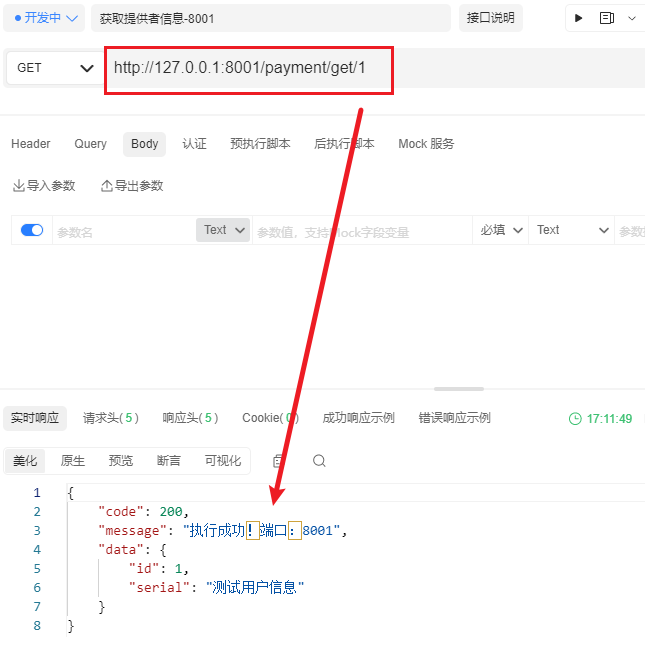 开发中 获取提供者信息-8001 接口说明
GET http://127.0.0.1:8001/payment/get/1
Header Query Body 认证 预执行脚本 后执行脚本 Mock 服务
导入参数 导出参数
参数名 Text 参数值，支持Mock字段变量 必填 Text 参数
实时响应 请求头(5) 响应头(5) Cookie( ) 成功响应示例 错误响应示例 17:11:49
美化 原生 预览 断言 可视化
1 {
2 "code": 200,
3 "message": "执行成功！端口：8001",
4 "data": {
5 "id": 1,
6 "serial": "测试用户信息"
7 }
8 }